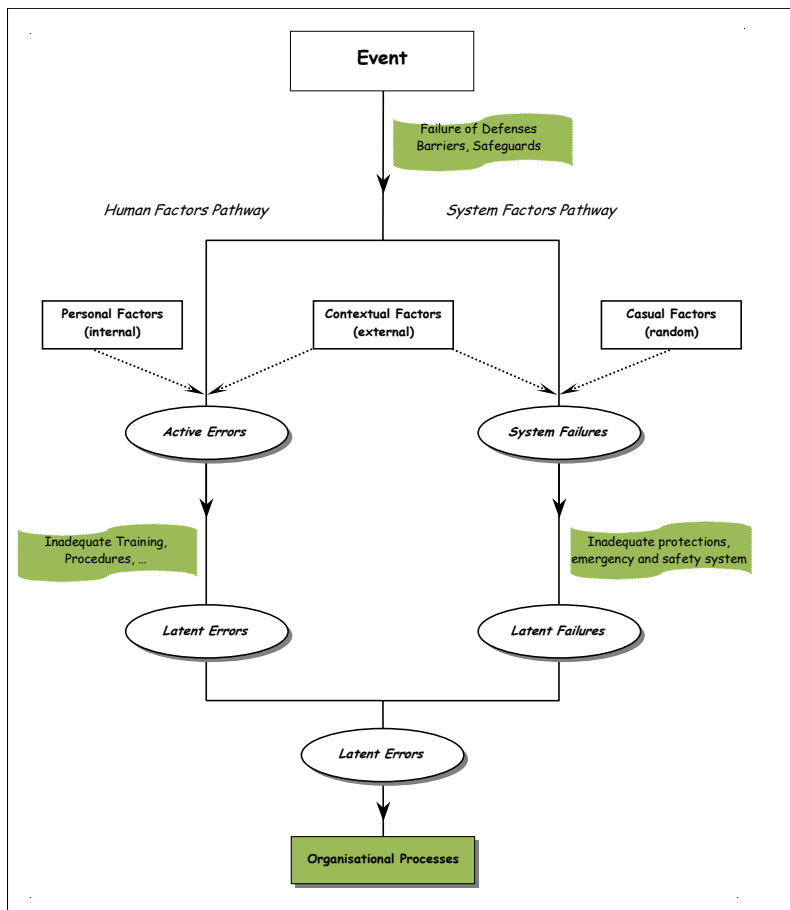 Event
Failure of Defenses
Barriers, Safeguards
Human Factors Pathway
System Factors Pathway
Personal Factors
(internal)
Contextual Factors
(external)
Casual Factors
(random)
Active Errors
System Failures
Inadequate Training,
Procedures, ...
Inadequate protections,
emergency and safety system
Latent Errors
Latent Failures
Latent Errors
Organisational Processes